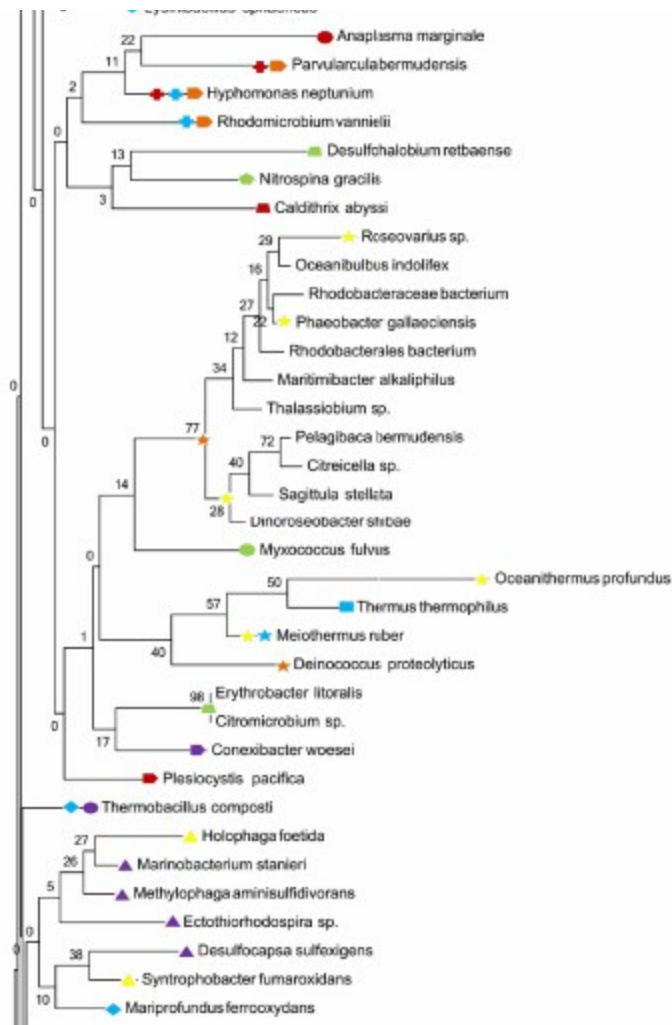 22
Anaplasma marginale
11
Parvularculabermudensis
2
Hyphomonas neptunium
0
Rhodomicrobium vannielii
13
Desulfohalobium retbaense
Nitrospina gracilis
0
3
Caldithrix abyssi
29
Roseovarius sp.
16
Oceanibulbus indolifex
Rhodobacteraceae bacterium
27
22
Phaeobacter gallaeciensis
12
Rhodobacterales bacterium
34
Maritimibacter alkaliphilus
0
Thalassiobium sp.
77
0
72
Pelagibaca bermudensis
40
Citreicella sp.
14
Sagittula stellata
28
Dinoroseobacter shibae
0
Myxococcus fulvus
50
Oceanithermus profundus
57
Thermus thermophilus
1
Meiothermus ruber
40
Deinococcus proteolyticus
98
Erythrobacter litoralis
0
Citromicrobium sp.
17
Conexibacter woesei
Plesiocystis pacifica
Thermobacillus composti
27
Holophaga foetida
26
Marinobacterium stanieri
5
Methylophaga aminisulfidivorans
0
Ectothiorhodospira sp.
0
38
Desulfocapsa sulfexigens
Syntrophobacter fumaroxidans
10
Mariprofundus ferrooxydans